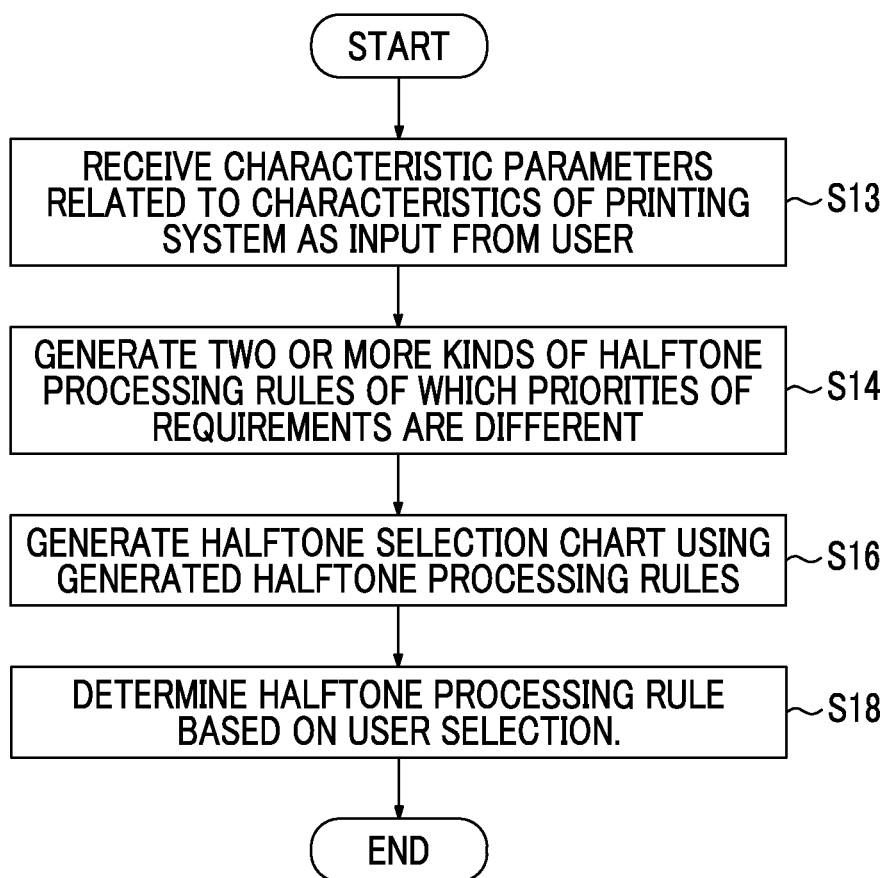 START
RECEIVE CHARACTERISTIC PARAMETERS
RELATED TO CHARACTERISTICS OF PRINTING
SYSTEM AS INPUT FROM USER
S13
GENERATE TWO OR MORE KINDS OF HALFTONE
PROCESSING RULES OF WHICH PRIORITIES OF
REQUIREMENTS ARE DIFFERENT
S14
GENERATE HALFTONE SELECTION CHART USING
GENERATED HALFTONE PROCESSING RULES
S16
DETERMINE HALFTONE PROCESSING RULE
BASED ON USER SELECTION.
S18
END